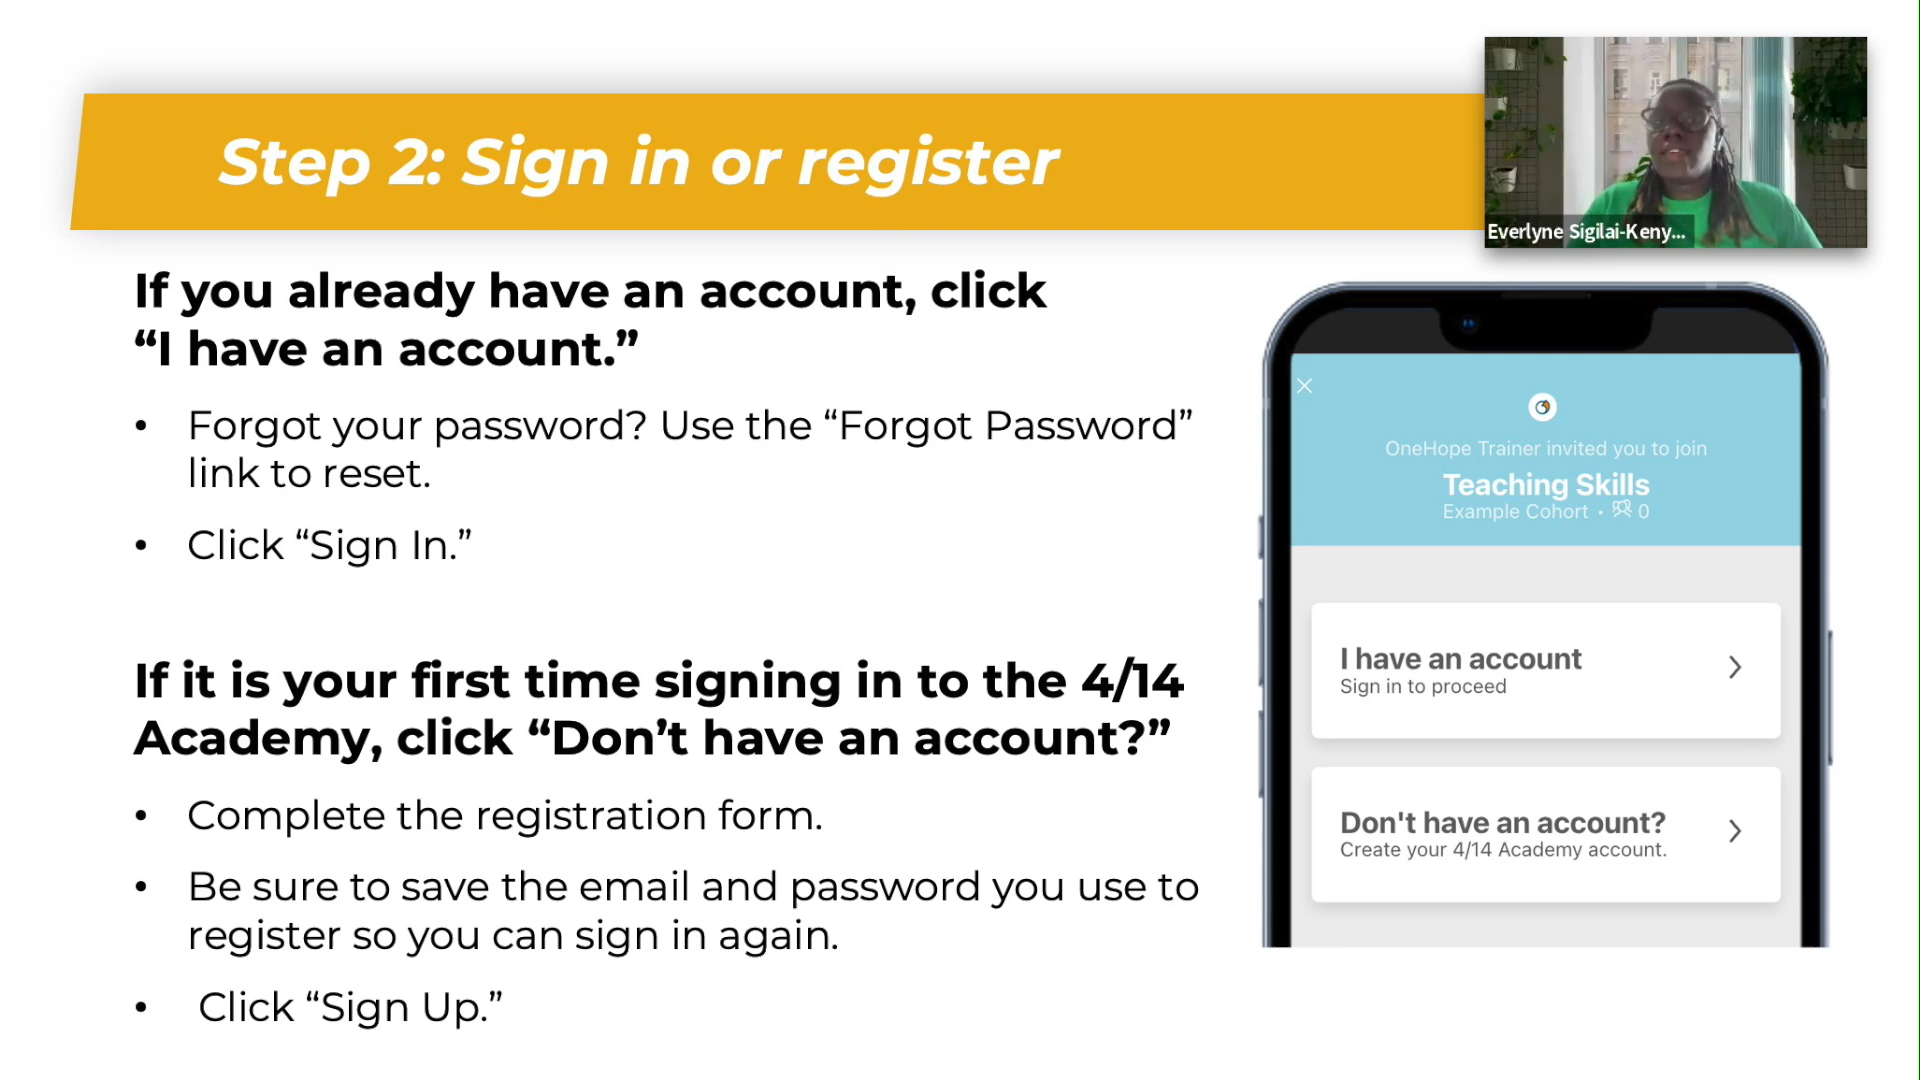 Step 2: Sign in or register
Everlyne Sigilai-Keny...
If you already have an account, click
“I have an account.”
• Forgot your password? Use the “Forgot Password”
link to reset.
• Click “Sign In.”
If it is your first time signing in to the 4/14
Academy, click “Don’t have an account?”
• Complete the registration form.
• Be sure to save the email and password you use to
register so you can sign in again.
• Click “Sign Up.”
OneHope Trainer invited you to join
Teaching Skills
Example Cohort • 0
I have an account
Sign in to proceed
Don't have an account?
Create your 4/14 Academy account.